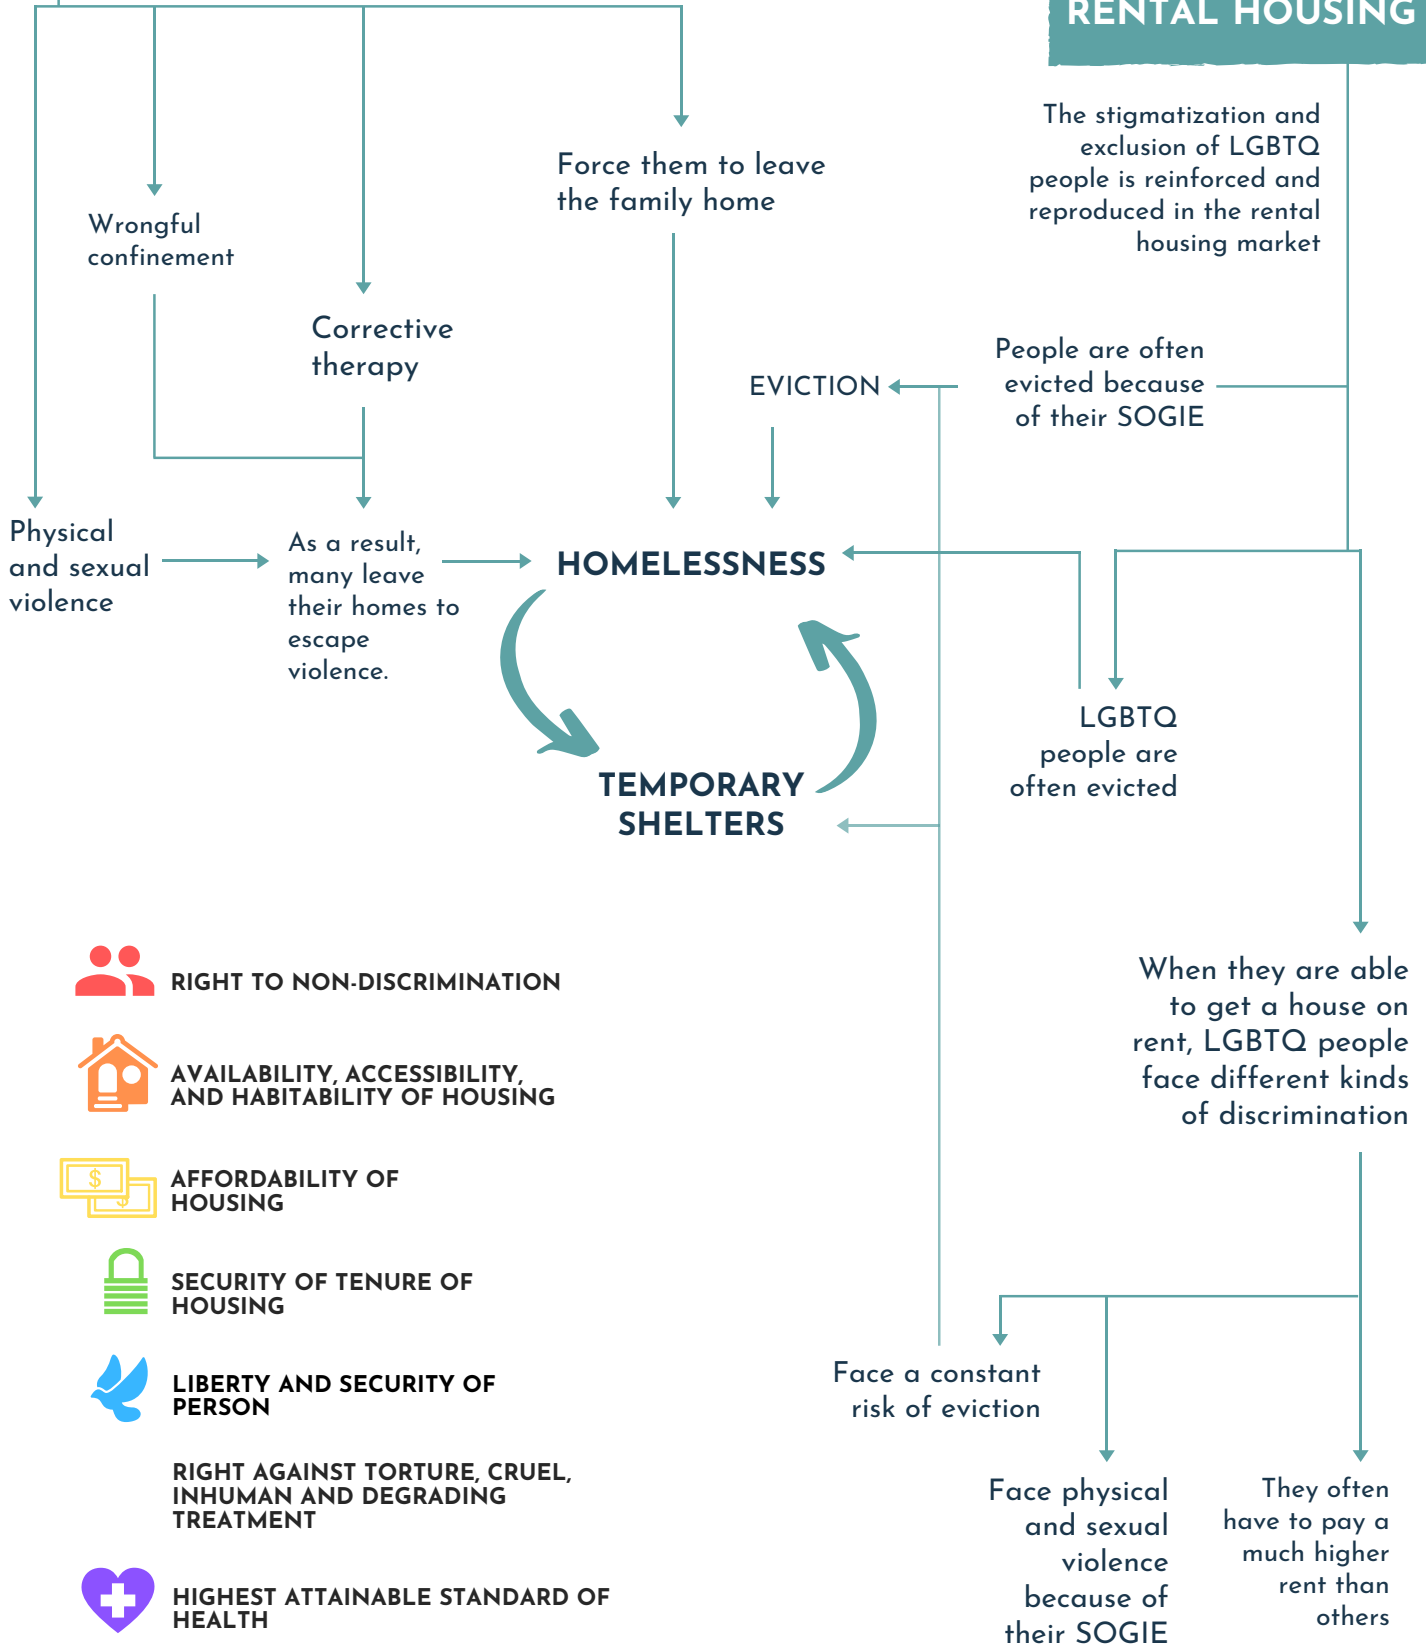 RENTAL HOUSING
The stigmatization and
exclusion of LGBTQ
people is reinforced and
reproduced in the rental
housing market
Force them to leave
the family home
Wrongful
confinement
Corrective
therapy
People are often
evicted because
of their SOGIE
EVICTION
Physical
and sexual
violence
As a result,
many leave
their homes to
escape
violence.
HOMELESSNESS
LGBTQ
people are
often evicted
TEMPORARY
SHELTERS
When they are able
to get a house on
rent, LGBTQ people
face different kinds
of discrimination
RIGHT TO NON-DISCRIMINATION
AVAILABILITY, ACCESSIBILITY,
AND HABITABILITY OF HOUSING
$
$
AFFORDABILITY OF
HOUSING
SECURITY OF TENURE OF
HOUSING
LIBERTY AND SECURITY OF
PERSON
RIGHT AGAINST TORTURE, CRUEL,
INHUMAN AND DEGRADING
TREATMENT
HIGHEST ATTAINABLE STANDARD OF
HEALTH
Face a constant
risk of eviction
Face physical
and sexual
violence
because of
their SOGIE
They often
have to pay a
much higher
rent than
others